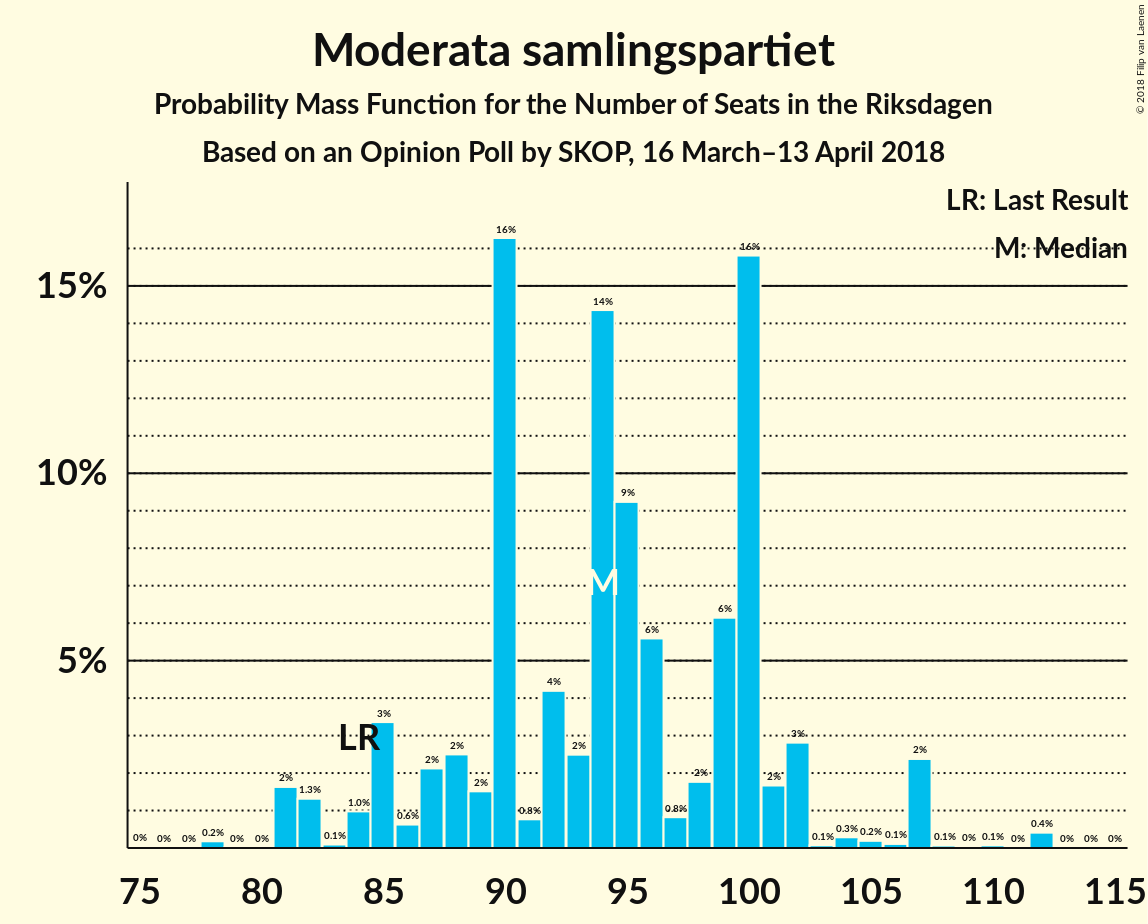 Moderata samlingspartiet
Probability Mass Function for the Number of Seats in the Riksdagen
Based on an Opinion Poll by SKOP, 16 March–13 April 2018
© 2018 Filip van Laenen
LR: Last Result
M: Median
15%
10%
5%
0% 0% 0% 0.2% 0% 0% 2% 1.3% 0.1% 1.0% 3% 0.6% 2% 2% 2% 16% 0.8% 4% 2% 14% 9% 6% 0.8% 2% 6% 16% 2% 3% 0.1% 0.3% 0.2% 0.1% 2% 0.1% 0% 0.1% 0% 0.4% 0% 0% 0%
LR
M
75 80 85 90 95 100 105 110 115